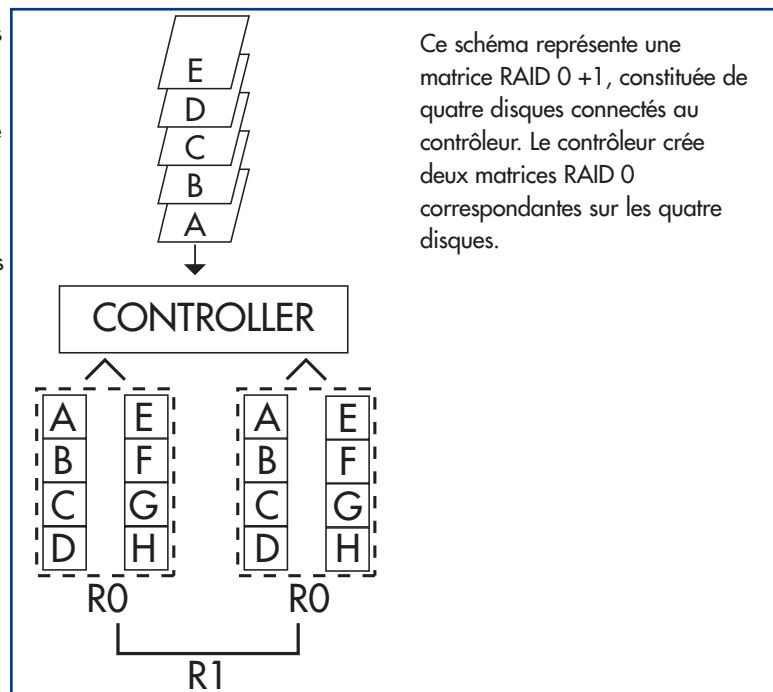 s
e
s
E
D
C
B
A
CONTROLLER
A E A E
B F B F
C G C G
D H D H
R0 R0
R1
Ce schéma représente une
matrice RAID 0 +1, constituée de
quatre disques connectés au
contrôleur. Le contrôleur crée
deux matrices RAID 0
correspondantes sur les quatre
disques.